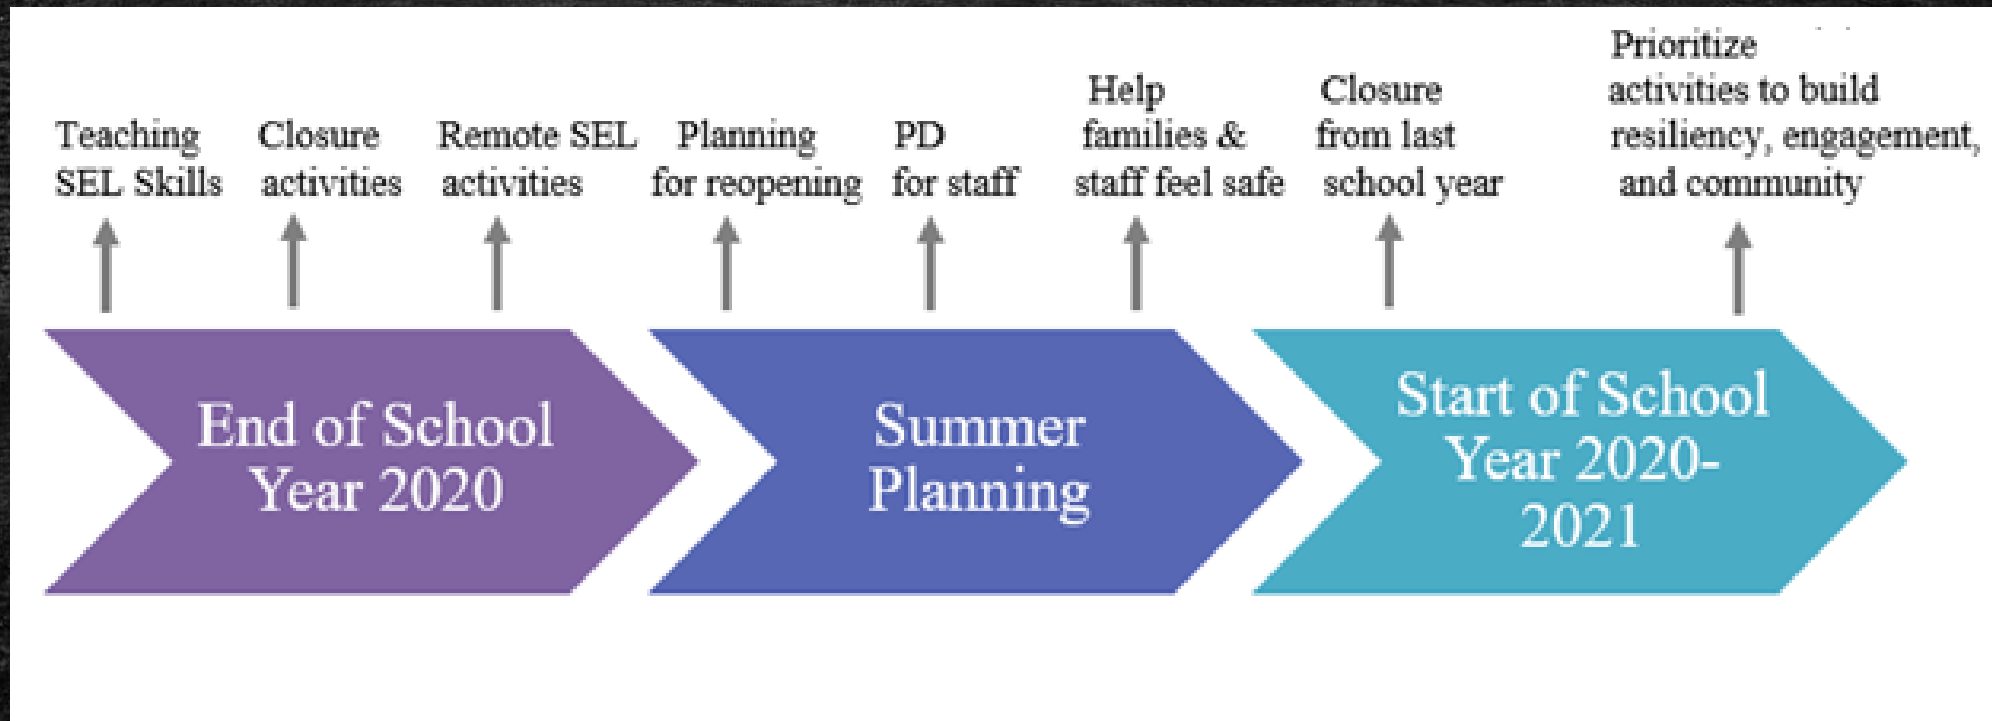 Teaching
SEL Skills
Closure
activities
Remote SEL
activities
Planning
for reopening
PD
for staff
Help
families &
staff feel safe
Closure
from last
school year
Prioritize
activities to build
resiliency, engagement,
and community
End of School
Year 2020
Summer
Planning
Start of School
Year 2020-
2021